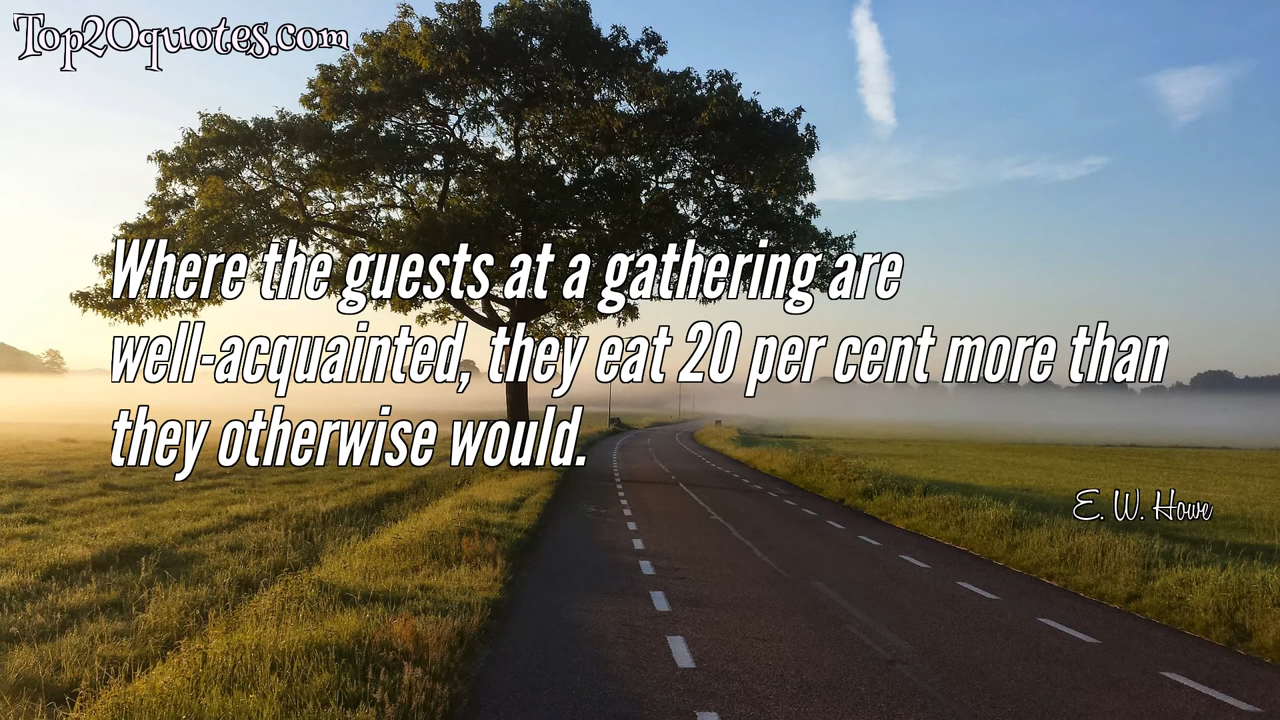 Top20quotes.com
Where the guests at a gathering are
well-acquainted, they eat 20 per cent more than
they otherwise would.
E. W. Howe